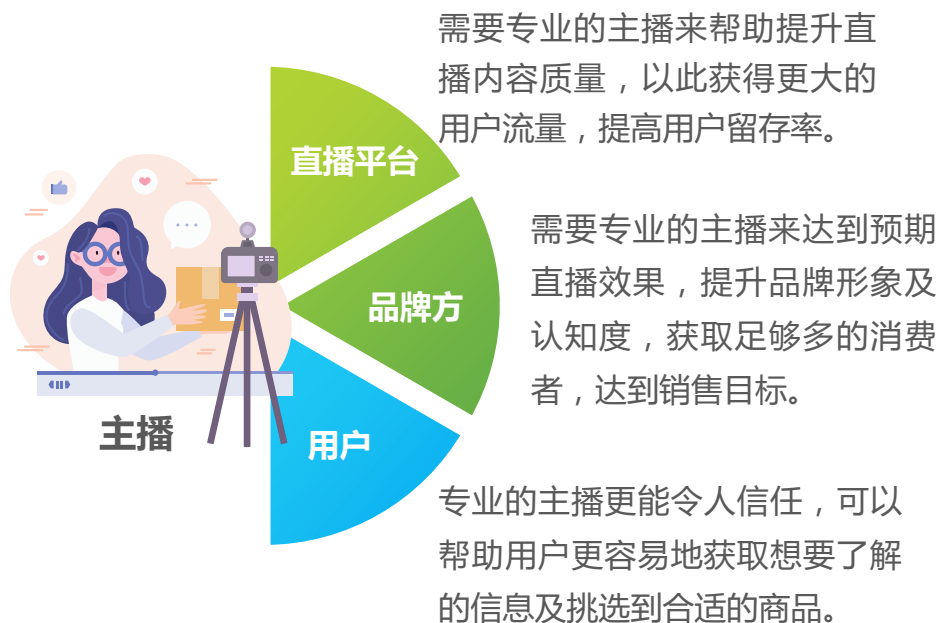 需要专业的主播来帮助提升直
播内容质量，以此获得更大的
用户流量，提高用户留存率。
直播平台
需要专业的主播来达到预期
直播效果，提升品牌形象及
认知度，获取足够多的消费
者，达到销售目标。
品牌方
主播
用户
专业的主播更能令人信任，可以
帮助用户更容易地获取想要了解
的信息及挑选到合适的商品。